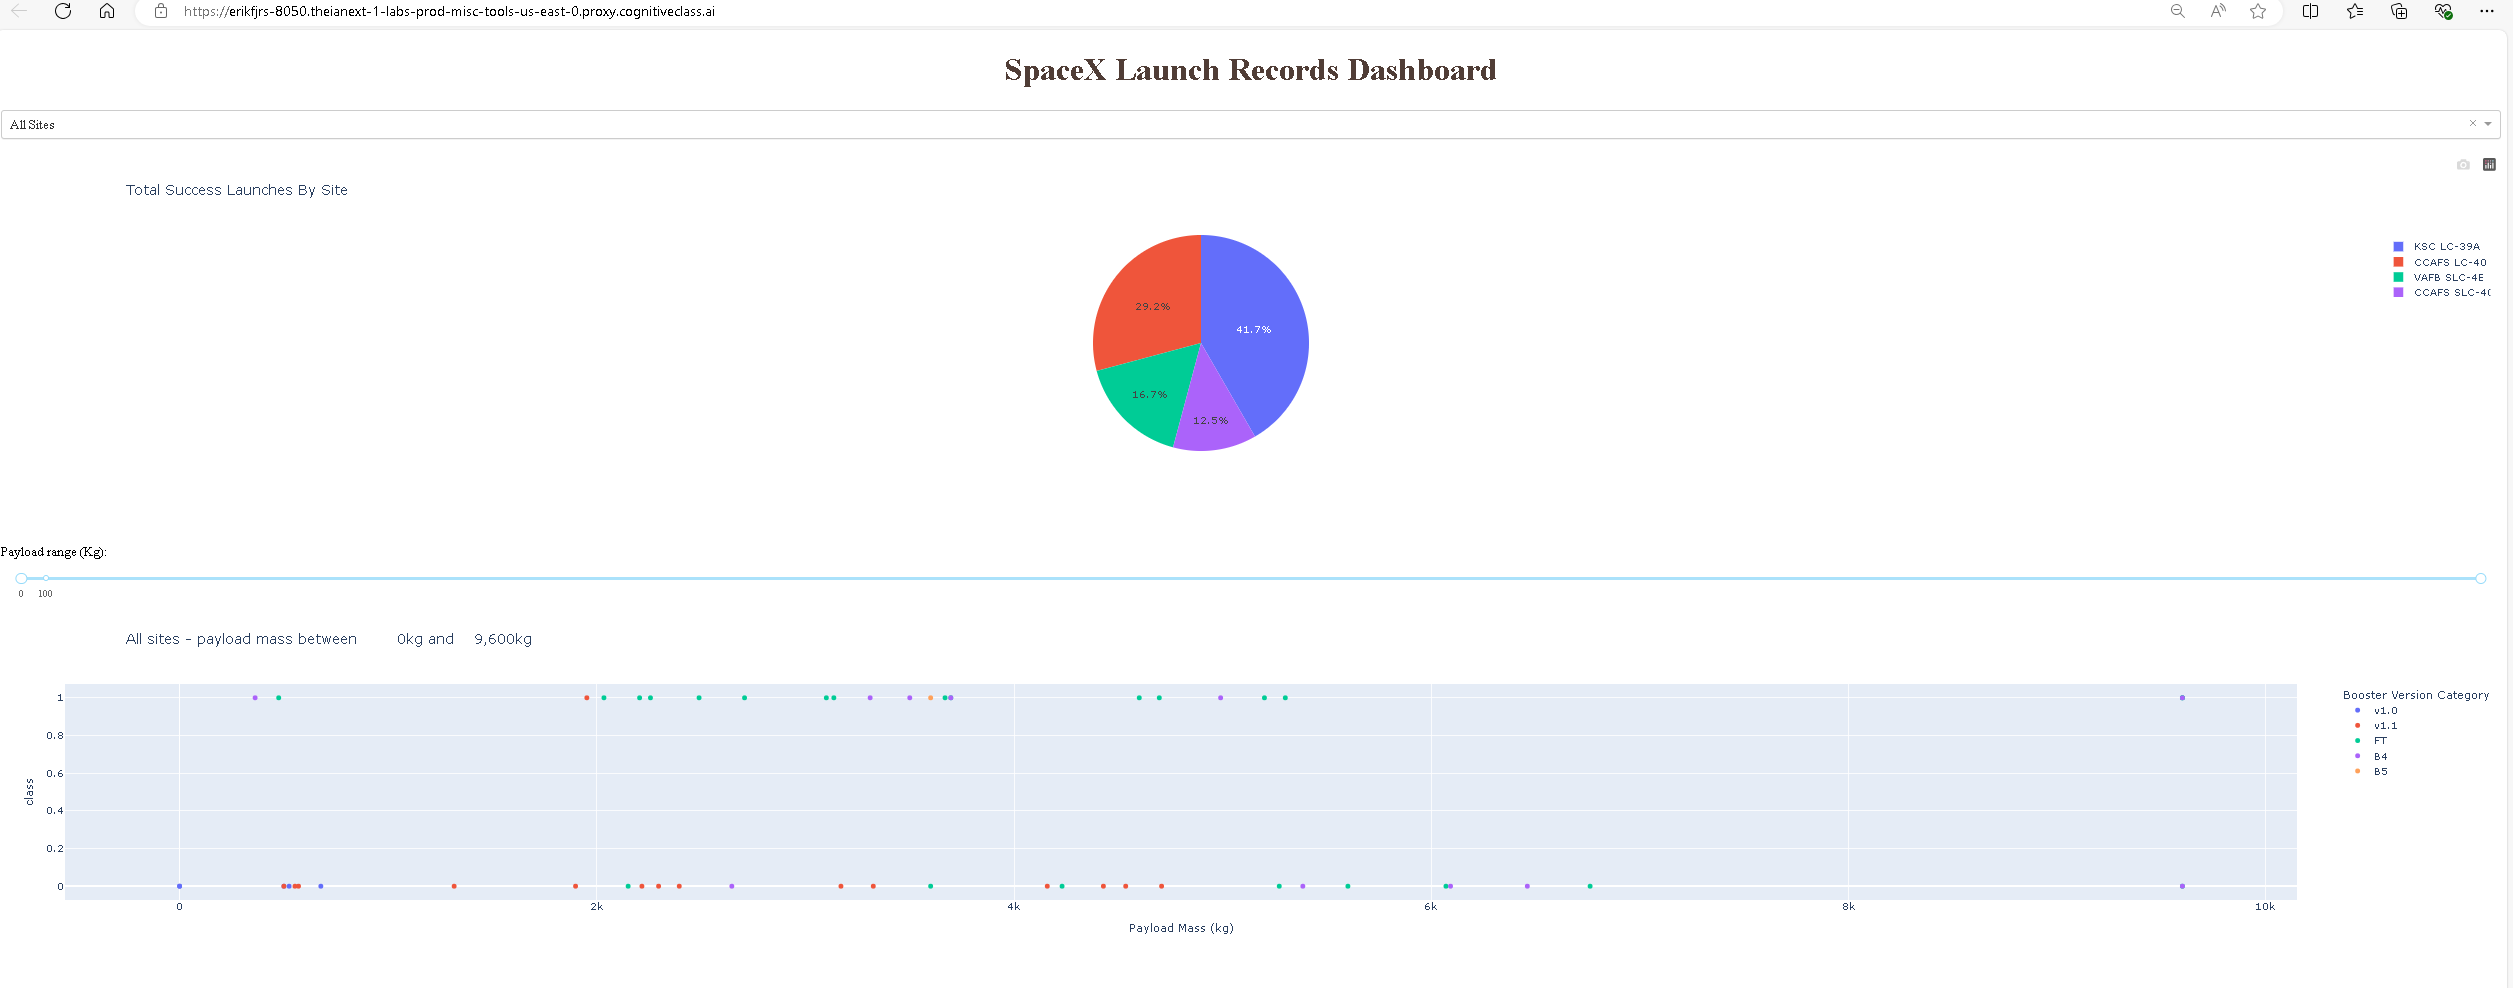 https://erikfjrs-8050.theianext-1-labs-prod-misc-tools-us-east-0.proxy.cognitiveclass.ai
SpaceX Launch Records Dashboard
All Sites
Total Success Launches By Site
29.2%
41.7%
16.7%
12.5%
KSC LC-39A
CCAFS LC-40
VAFB SLC-4E
CCAFS SLC-4(
Payload range (Kg):
0 100
All sites - payload mass between 0kg and 9,600kg
1
0.8
0.6
0.4
0.2
0
class
0 2k 4k 6k 8k 10k
Payload Mass (kg)
Booster Version Category
v1.0
v1.1
FT
B4
B5